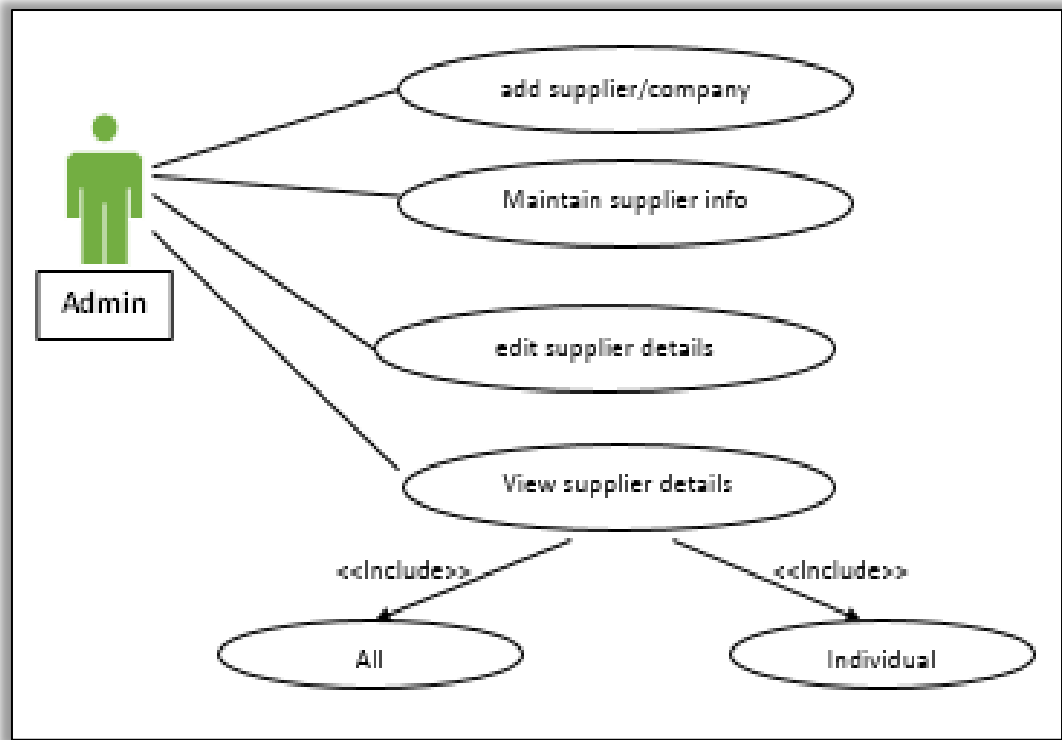 add supplier/company
Maintain supplier info
Admin
edit supplier details
View supplier details
<<Include>>
<<Include>>
All
Individual